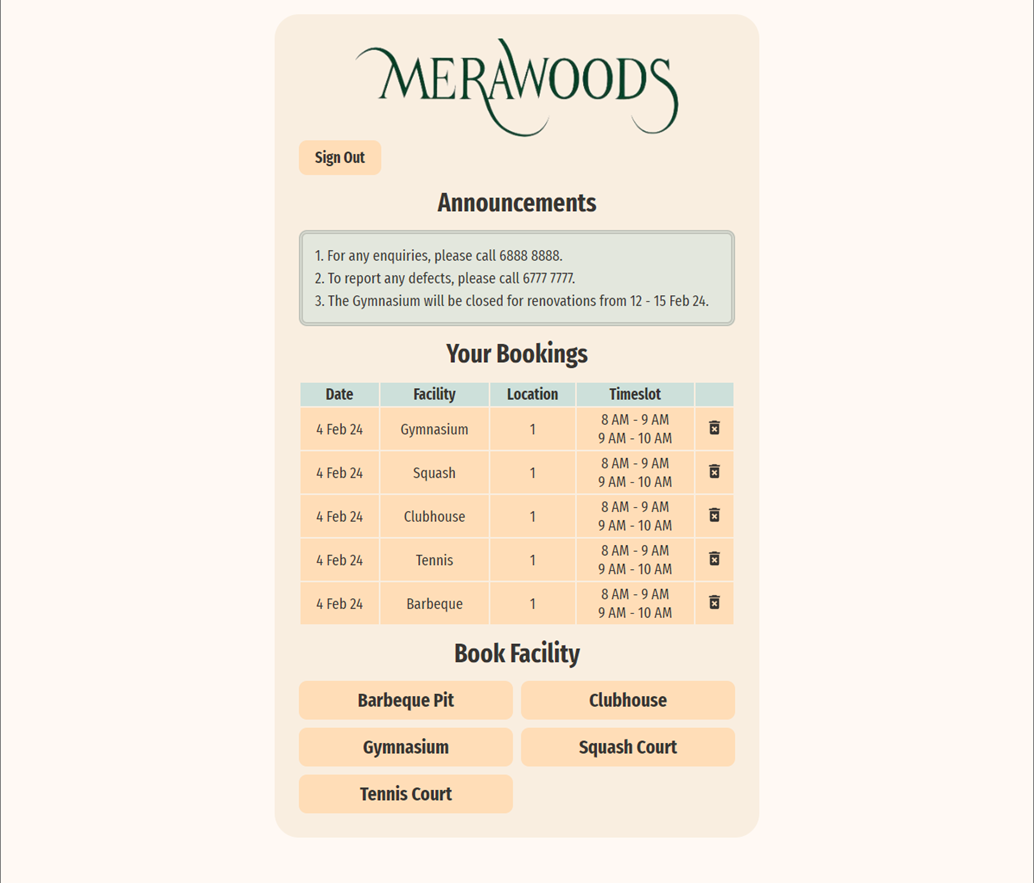 MERAWOODS
Sign Out
Announcements
1. For any enquiries, please call 6888 8888.
2. To report any defects, please call 6777 7777.
3. The Gymnasium will be closed for renovations from 12 - 15 Feb 24.
Your Bookings
Date Facility Location Timeslot
4 Feb 24 Gymnasium 1 8 AM - 9 AM
9 AM - 10 AM
4 Feb 24 Squash 1 8 AM - 9 AM
9 AM - 10 AM
4 Feb 24 Clubhouse 1 8 AM - 9 AM
9 AM - 10 AM
4 Feb 24 Tennis 1 8 AM - 9 AM
9 AM - 10 AM
4 Feb 24 Barbeque 1 8 AM - 9 AM
9 AM - 10 AM
Book Facility
Barbeque Pit Clubhouse
Gymnasium Squash Court
Tennis Court